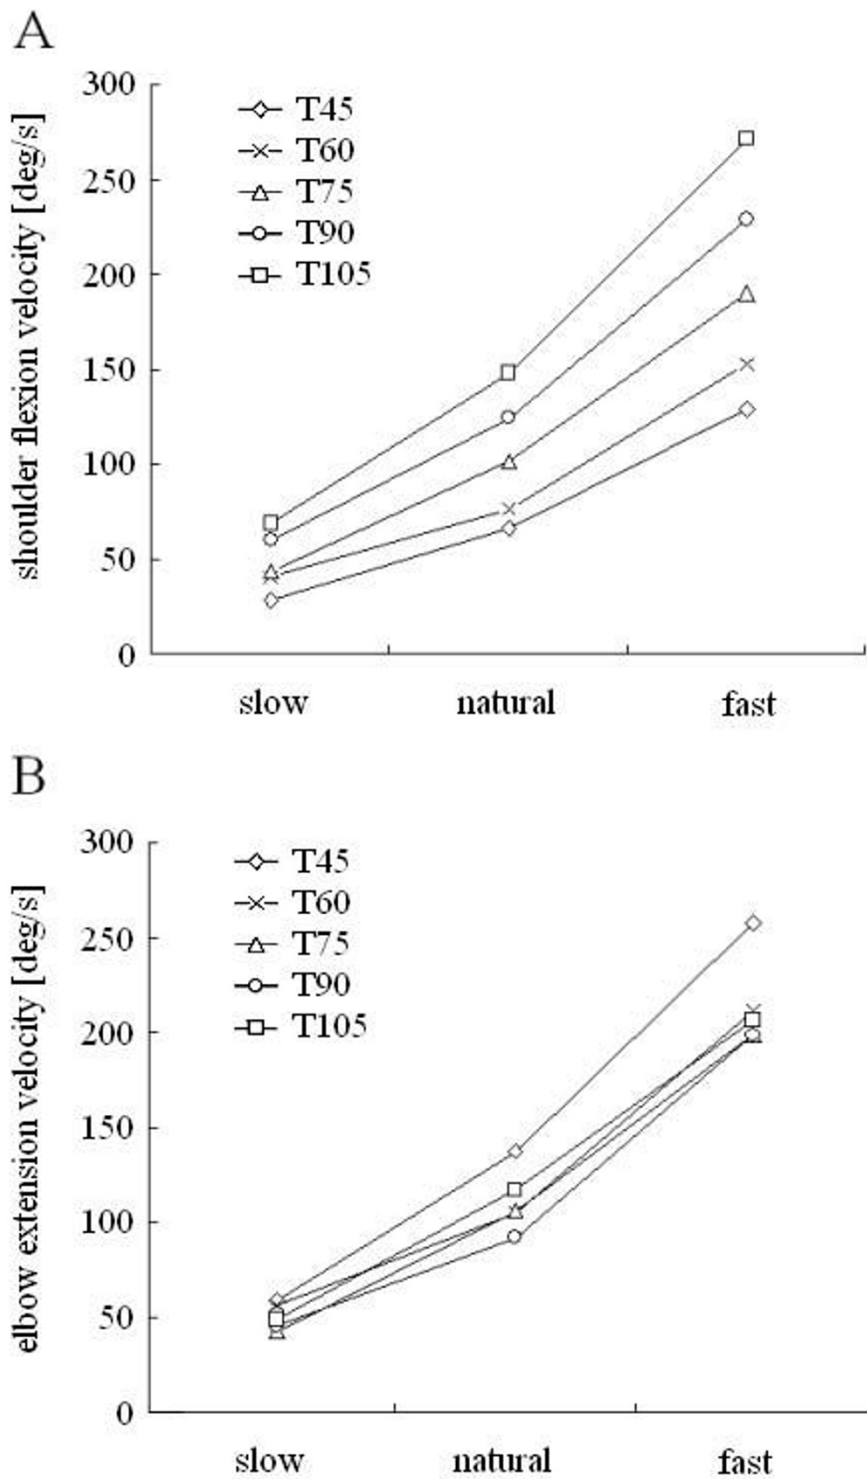 A
shoulder flexion velocity [deg/s]
300
250
200
150
100
50
0
T45
T60
T75
T90
T105
slow natural fast
B
elbow extension velocity [deg/s]
300
250
200
150
100
50
0
T45
T60
T75
T90
T105
slow natural fast